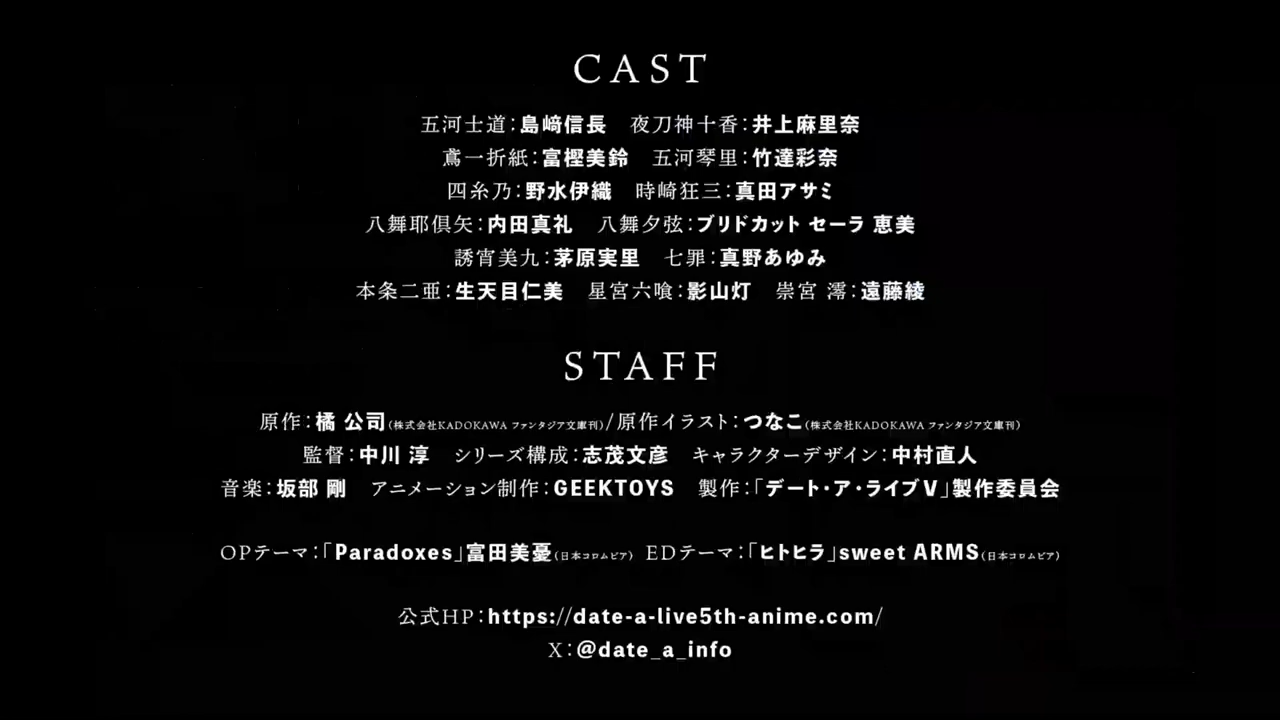 CAST
五河士道：島﨑信長　夜刀神十香：井上麻里奈
鳶一折紙：富樫美鈴　五河琴里：竹達彩奈
四糸乃：野水伊織　時崎狂三：真田アサミ
八舞耶倶矢：内田真礼　八舞夕弦：ブリドカット セーラ 恵美
誘宵美九：茅原実里　七罪：真野あゆみ
本条二亜：生天目仁美　星宮六喰：影山灯　崇宮 澪：遠藤綾
STAFF
原作：橘 公司（株式会社KADOKAWA ファンタジア文庫刊）/原作イラスト：つなこ（株式会社KADOKAWA ファンタジア文庫刊）
監督：中川 淳　シリーズ構成：志茂文彦　キャラクターデザイン：中村直人
音楽：坂部 剛　アニメーション制作：GEEKTOYS　製作：「デート・ア・ライブⅤ」製作委員会
OPテーマ：「Paradoxes」富田美憂（日本コロムビア）　EDテーマ：「ヒトヒラ」sweet ARMS（日本コロムビア）
公式HP：https://date-a-live5th-anime.com/
X：@date_a_info